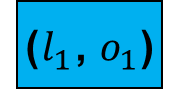 (l₁, o₁)